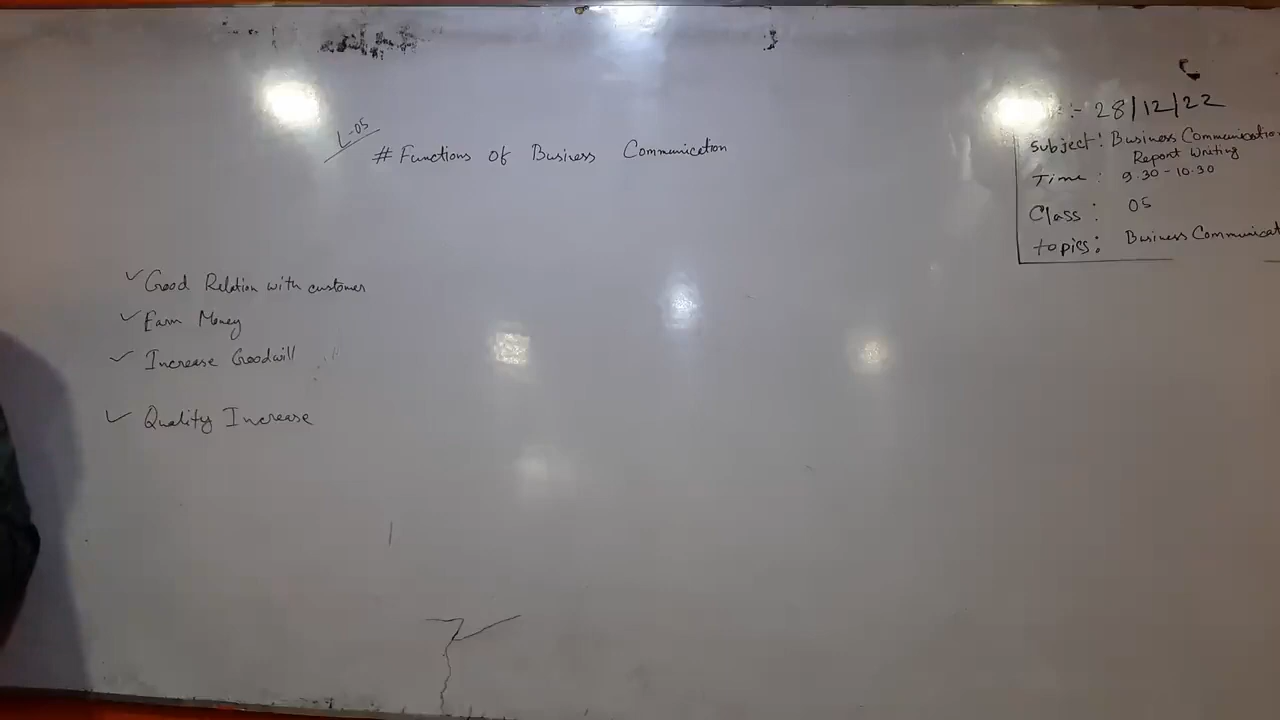 L-05
# Functions of Business Communication
✓ Good Relation with customer
✓ Earn Money
✓ Increase Goodwill
✓ Quality Increase
:- 28/12/22
Subject: Business Communication
Report Writing
Time: 9.30-10.30
Class: 05
topics: Business Communicat